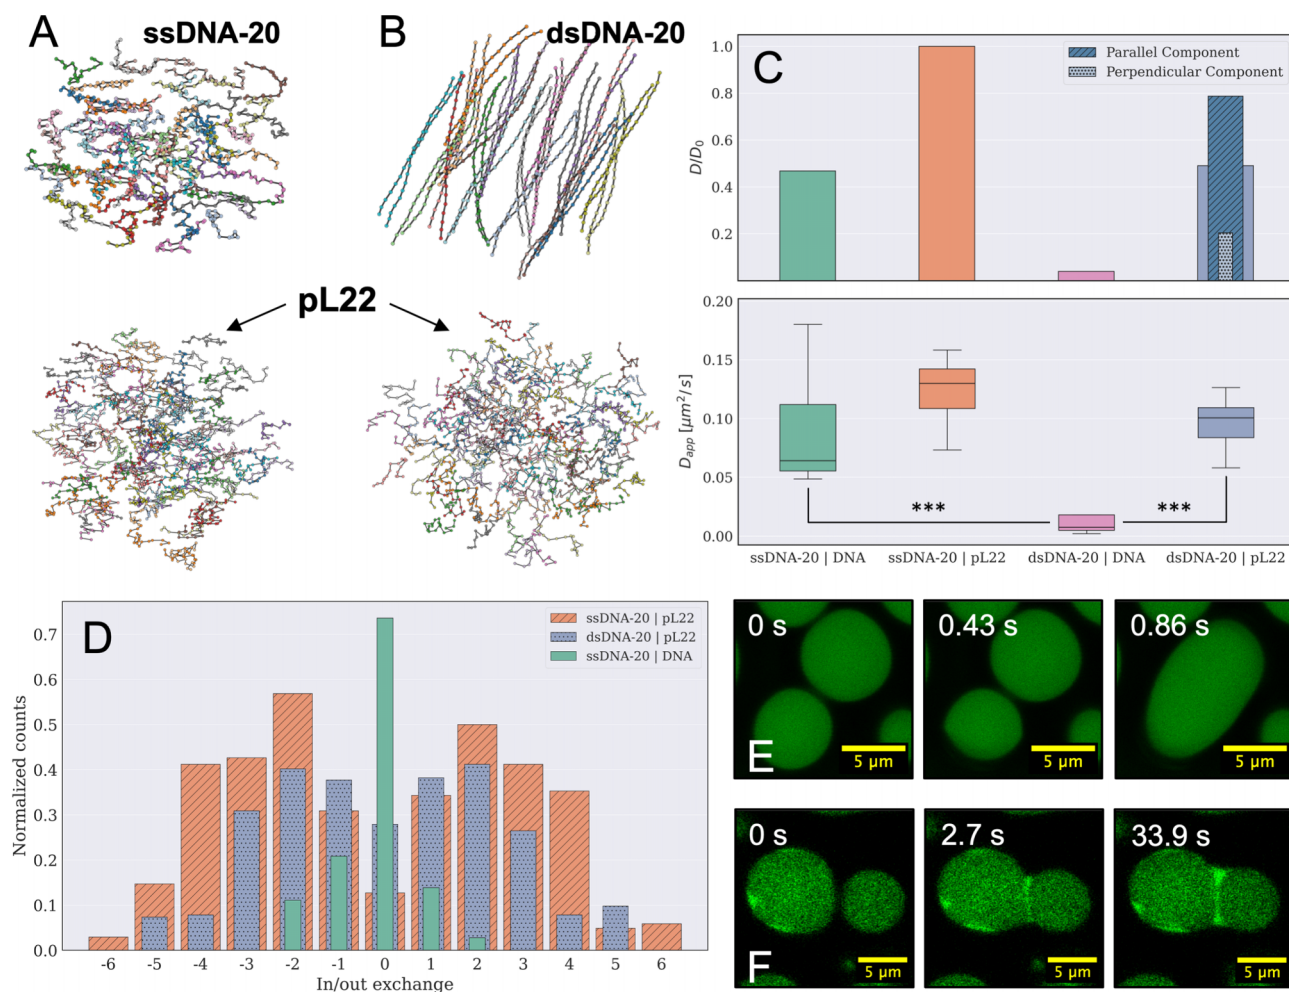 A
ssDNA-20
B
dsDNA-20
pL22
C
Parallel Component
Perpendicular Component
D/D₀
1.0
0.8
0.6
0.4
0.2
D_app [μm²/s]
0.20
0.15
0.10
0.05
0.00
***
***
ssDNA-20 | DNA
ssDNA-20 | pL22
dsDNA-20 | DNA
dsDNA-20 | pL22
D
ssDNA-20 | pL22
dsDNA-20 | pL22
ssDNA-20 | DNA
Normalized counts
0.7
0.6
0.5
0.4
0.3
0.2
0.1
0.0
-6 -5 -4 -3 -2 -1 0 1 2 3 4 5 6
In/out exchange
0 s
0.43 s
0.86 s
E
5 μm
5 μm
5 μm
0 s
2.7 s
33.9 s
F
5 μm
5 μm
5 μm